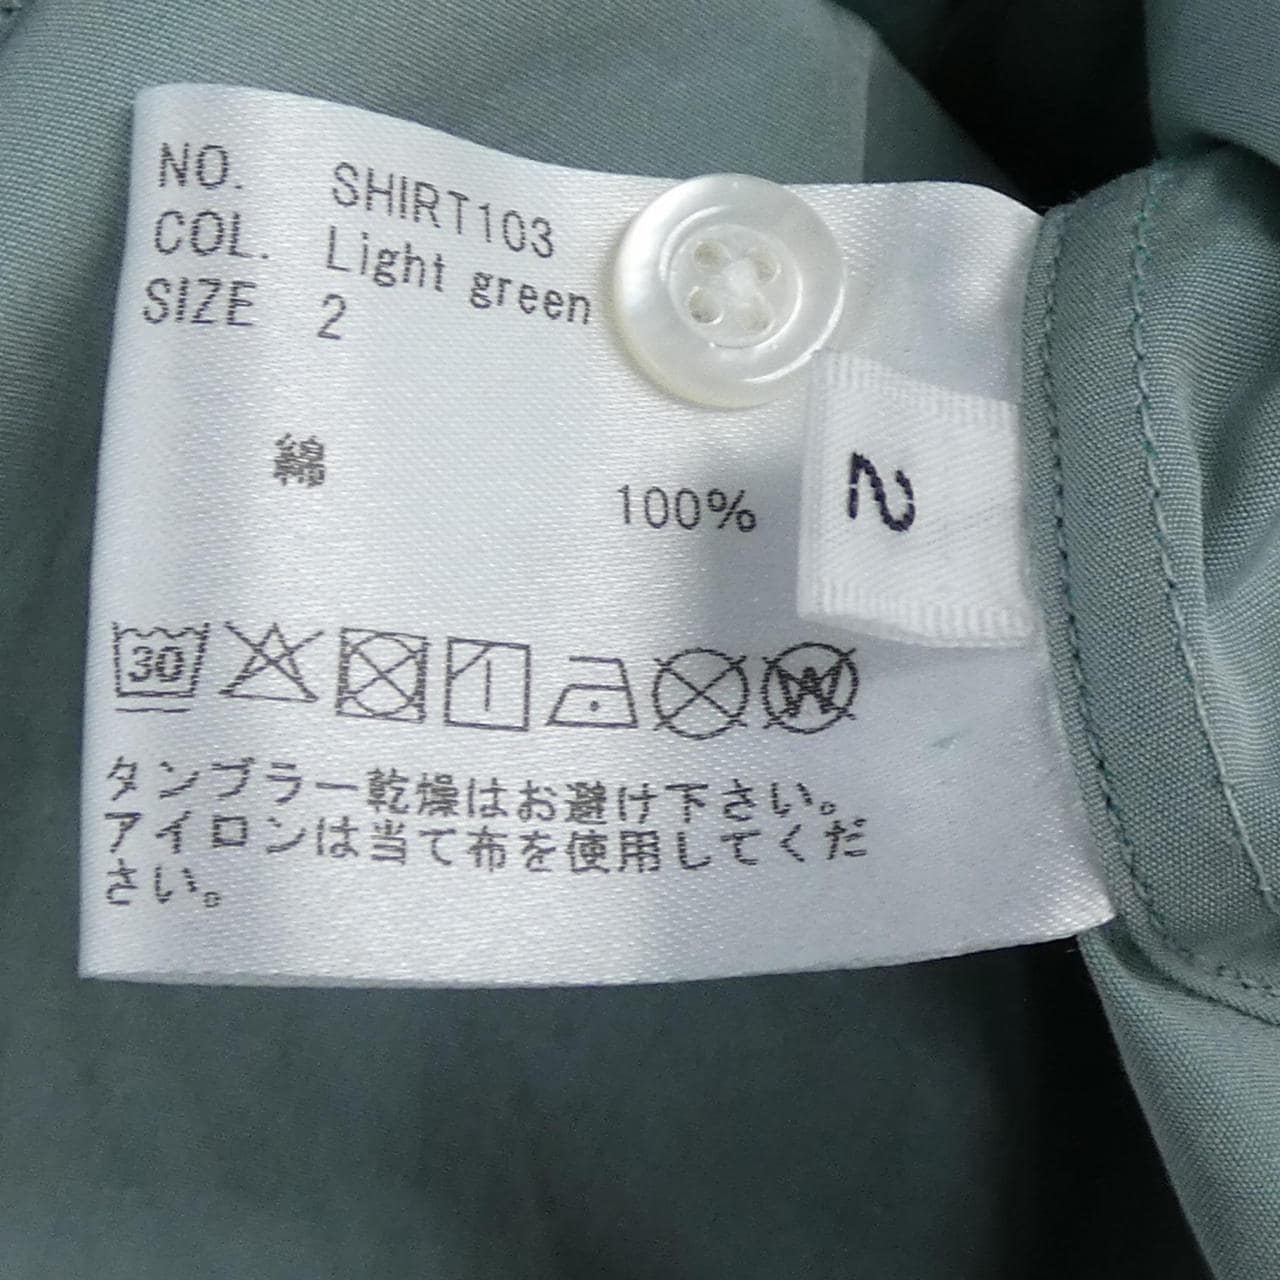 NO. SHIRT103
COL. Light green
SIZE 2
綿 100%
2
30
W
タンブラー乾燥はお避け下さい。
アイロンは当て布を使用してくだ
さい。